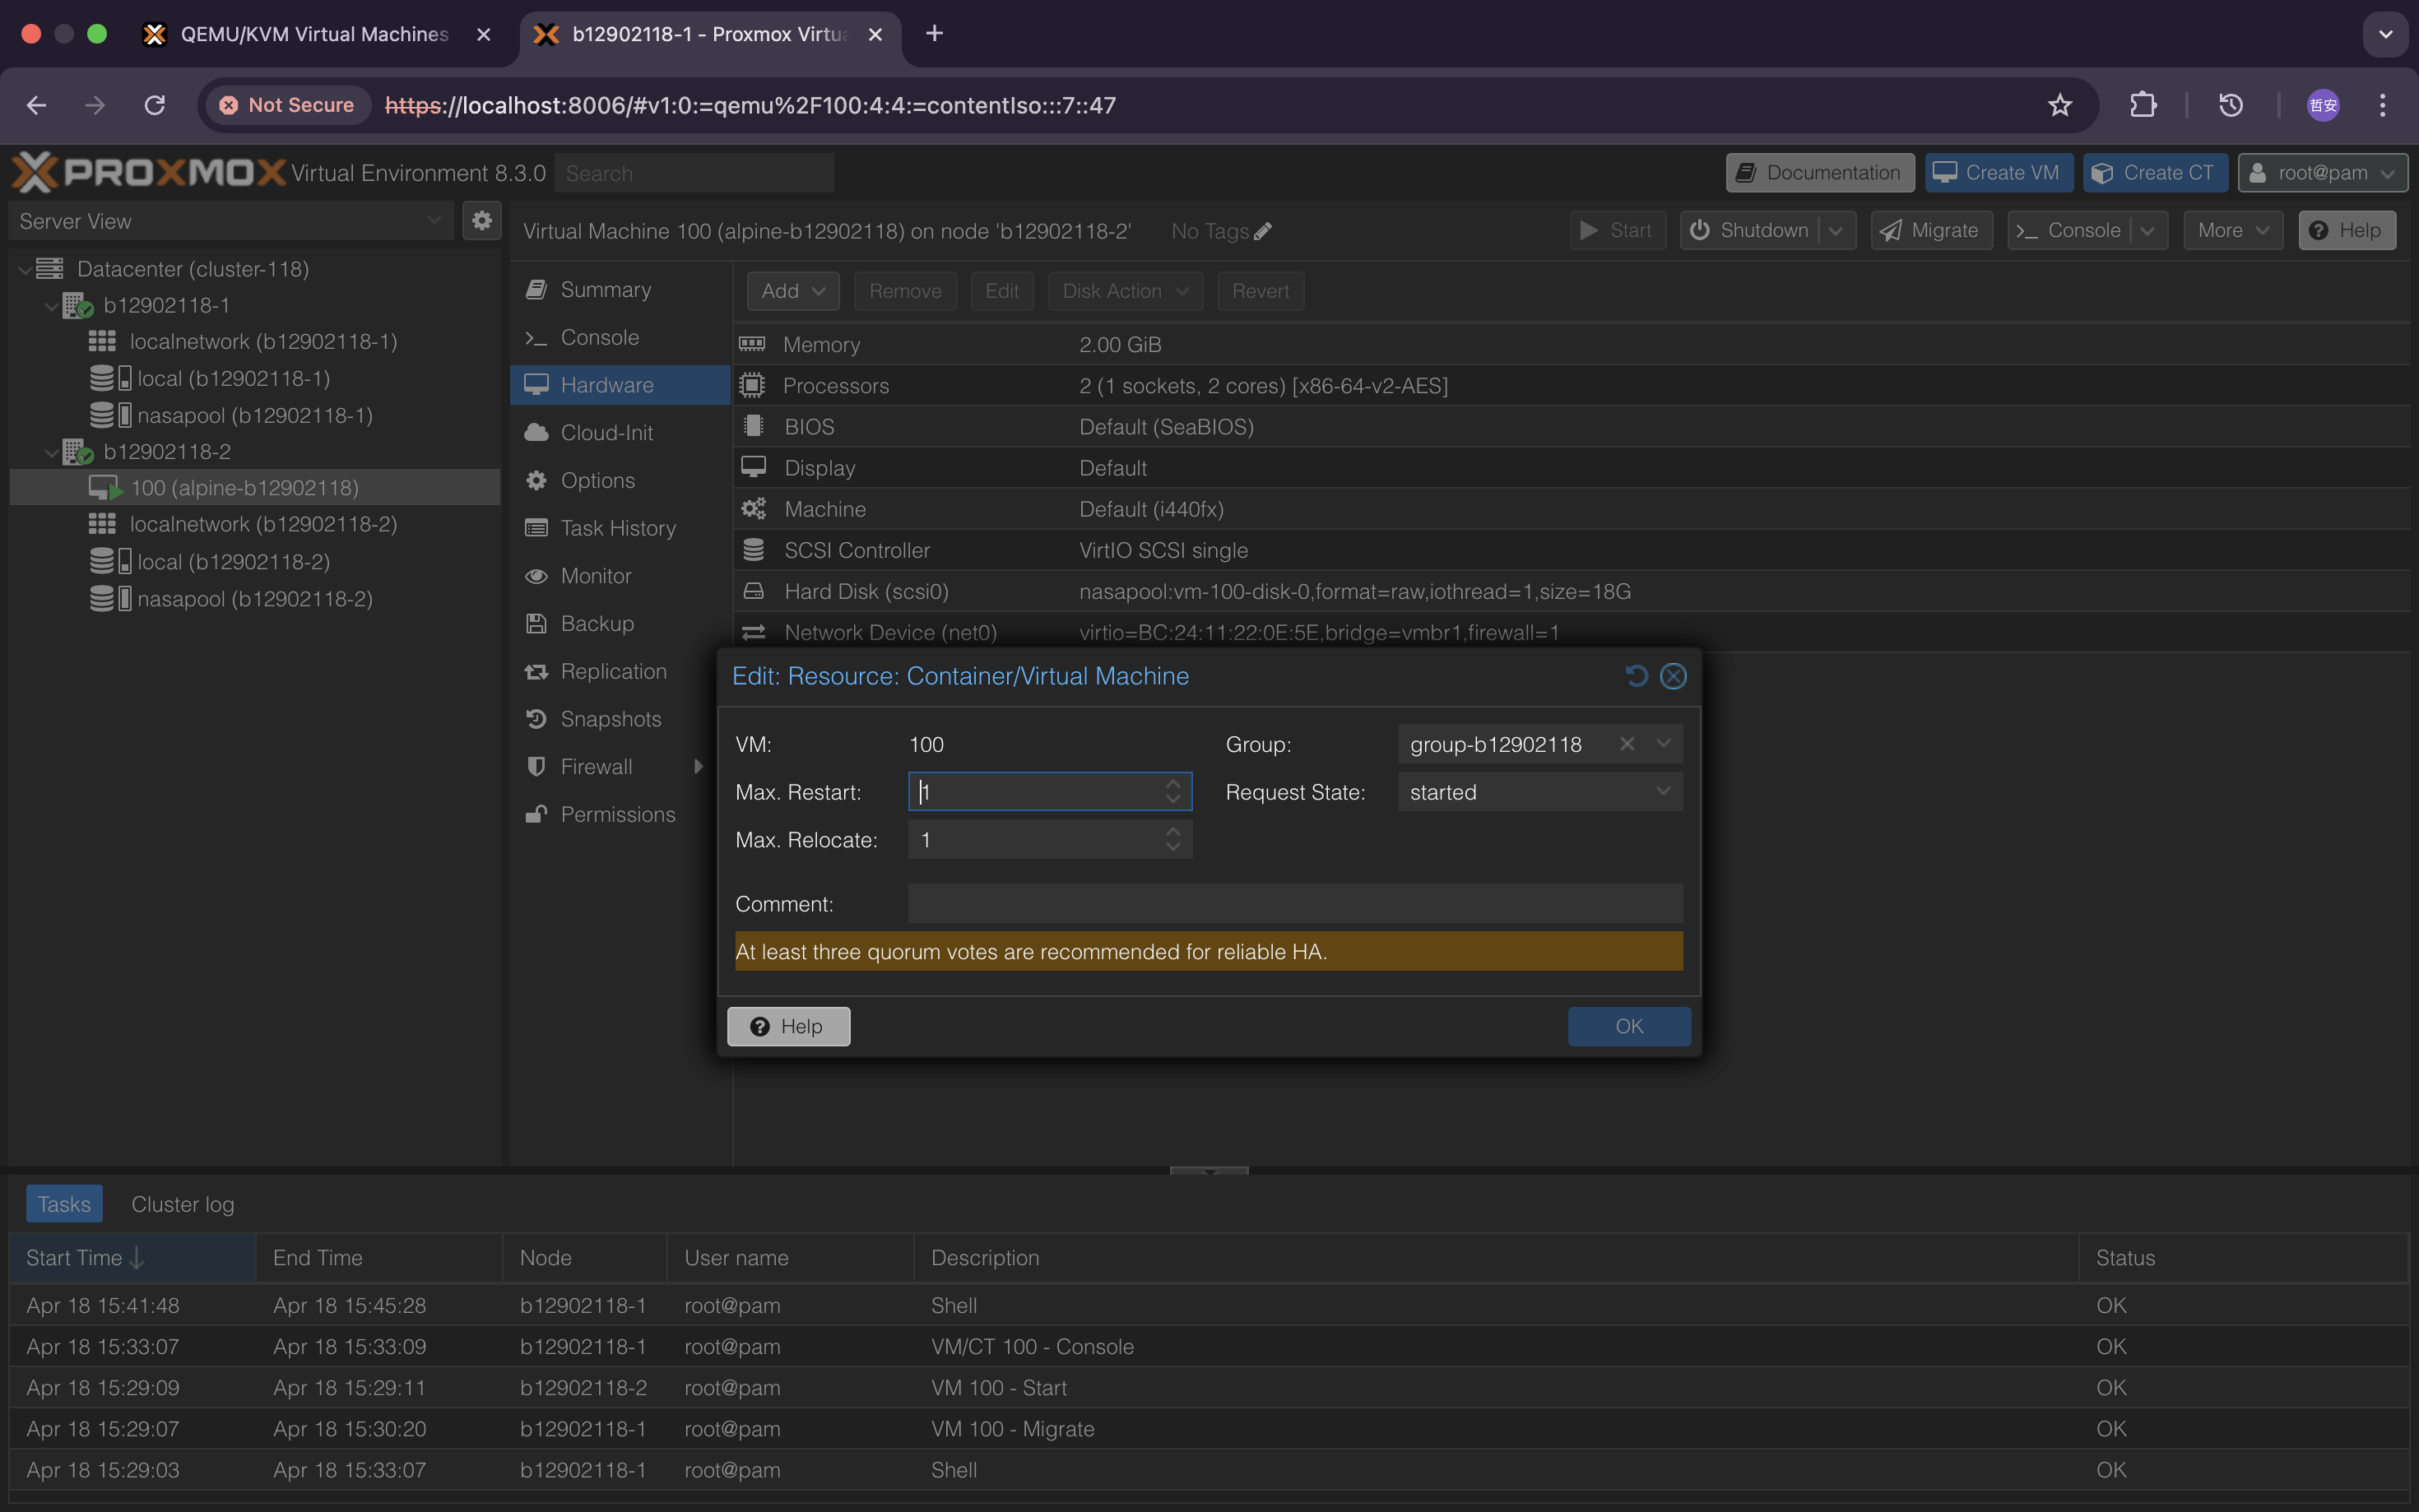 QEMU/KVM Virtual Machines
b12902118-1 - Proxmox Virtu
Not Secure
https://localhost:8006/#v1:0:=qemu%2F100:4:4:=contentIso:::7::47
哲安
PROXMOX Virtual Environment 8.3.0
Search
Documentation
Create VM
Create CT
root@pam
Server View
Virtual Machine 100 (alpine-b12902118) on node 'b12902118-2'
No Tags
Start
Shutdown
Migrate
Console
More
Help
Datacenter (cluster-118)
b12902118-1
localnetwork (b12902118-1)
local (b12902118-1)
nasapool (b12902118-1)
b12902118-2
100 (alpine-b12902118)
localnetwork (b12902118-2)
local (b12902118-2)
nasapool (b12902118-2)
Summary
Console
Hardware
Cloud-Init
Options
Task History
Monitor
Backup
Replication
Snapshots
Firewall
Permissions
Add
Remove
Edit
Disk Action
Revert
Memory 2.00 GiB
Processors 2 (1 sockets, 2 cores) [x86-64-v2-AES]
BIOS Default (SeaBIOS)
Display Default
Machine Default (i440fx)
SCSI Controller VirtIO SCSI single
Hard Disk (scsi0) nasapool:vm-100-disk-0,format=raw,iothread=1,size=18G
Network Device (net0) virtio=BC:24:11:22:0E:5E,bridge=vmbr1,firewall=1
Edit: Resource: Container/Virtual Machine
VM: 100 Group: group-b12902118
Max. Restart: 1 Request State: started
Max. Relocate: 1
Comment:
At least three quorum votes are recommended for reliable HA.
Help
OK
Tasks
Cluster log
Start Time End Time Node User name Description Status
Apr 18 15:41:48 Apr 18 15:45:28 b12902118-1 root@pam Shell OK
Apr 18 15:33:07 Apr 18 15:33:09 b12902118-1 root@pam VM/CT 100 - Console OK
Apr 18 15:29:09 Apr 18 15:29:11 b12902118-2 root@pam VM 100 - Start OK
Apr 18 15:29:07 Apr 18 15:30:20 b12902118-1 root@pam VM 100 - Migrate OK
Apr 18 15:29:03 Apr 18 15:33:07 b12902118-1 root@pam Shell OK